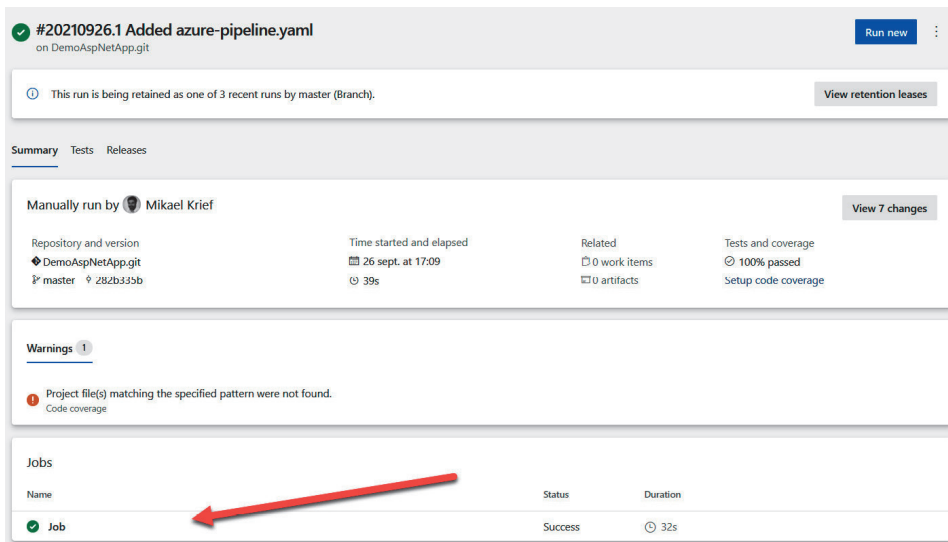 #20210926.1 Added azure-pipeline.yaml
on DemoAspNetApp.git
Run new
This run is being retained as one of 3 recent runs by master (Branch).
View retention leases
Summary Tests Releases
Manually run by Mikael Krief
View 7 changes
Repository and version Time started and elapsed Related Tests and coverage
DemoAspNetApp.git 26 sept. at 17:09 0 work items 100% passed
master 282b335b 39s 0 artifacts Setup code coverage
Warnings 1
Project file(s) matching the specified pattern were not found.
Code coverage
Jobs
Name Status Duration
Job Success 32s